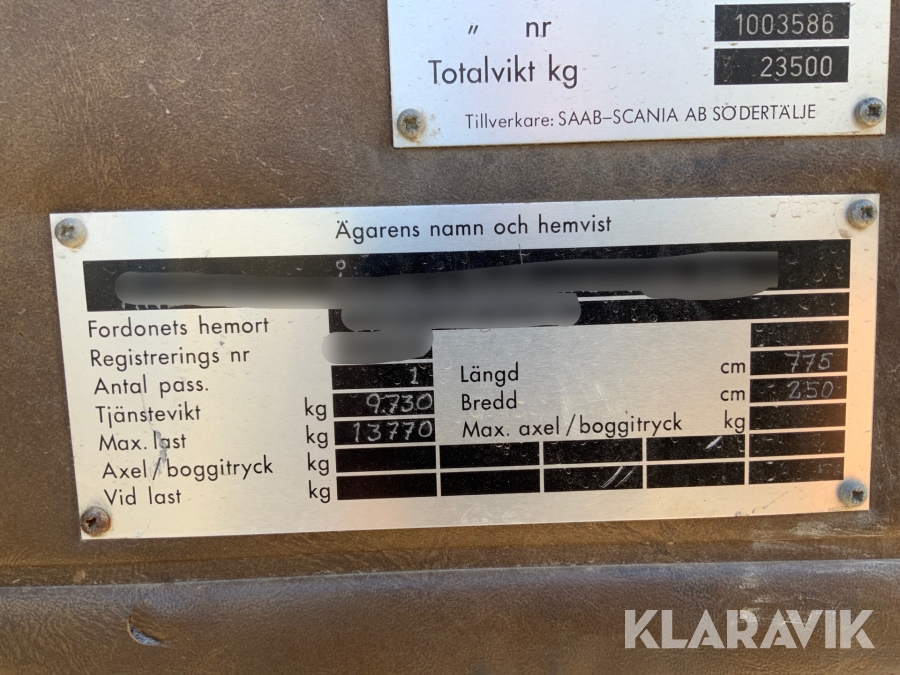 〃 nr 1003586
Totalvikt kg 23500
Tillverkare: SAAB-SCANIA AB SÖDERTÄLJE
Ägarens namn och hemvist
Fordonets hemort
Registrerings nr
Antal pass. 1 Längd cm 775
Tjänstevikt kg 9.730 Bredd cm 250
Max. last kg 13770 Max. axel/boggitryck kg
Axel/boggitryck kg
Vid last kg
KLARAVIK